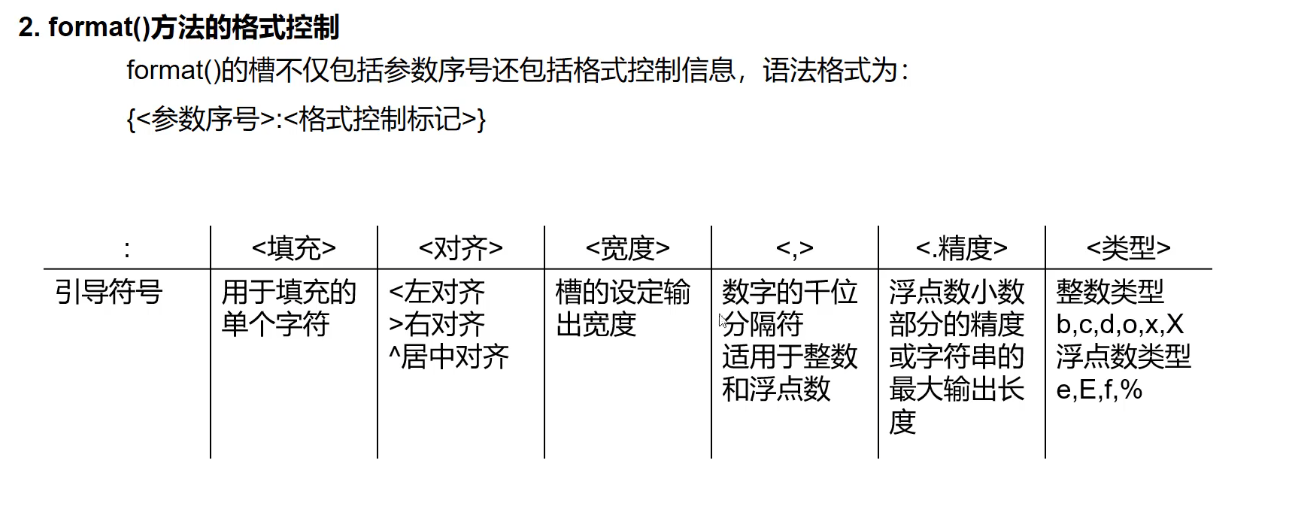 2. format()方法的格式控制
format()的槽不仅包括参数序号还包括格式控制信息，语法格式为：
{<参数序号>:<格式控制标记>}
: <填充> <对齐> <宽度> <,> <.精度> <类型>
引导符号
用于填充的
单个字符
<左对齐
>右对齐
^居中对齐
槽的设定输
出宽度
数字的千位
分隔符
适用于整数
和浮点数
浮点数小数
部分的精度
或字符串的
最大输出长
度
整数类型
b,c,d,o,x,X
浮点数类型
e,E,f,%